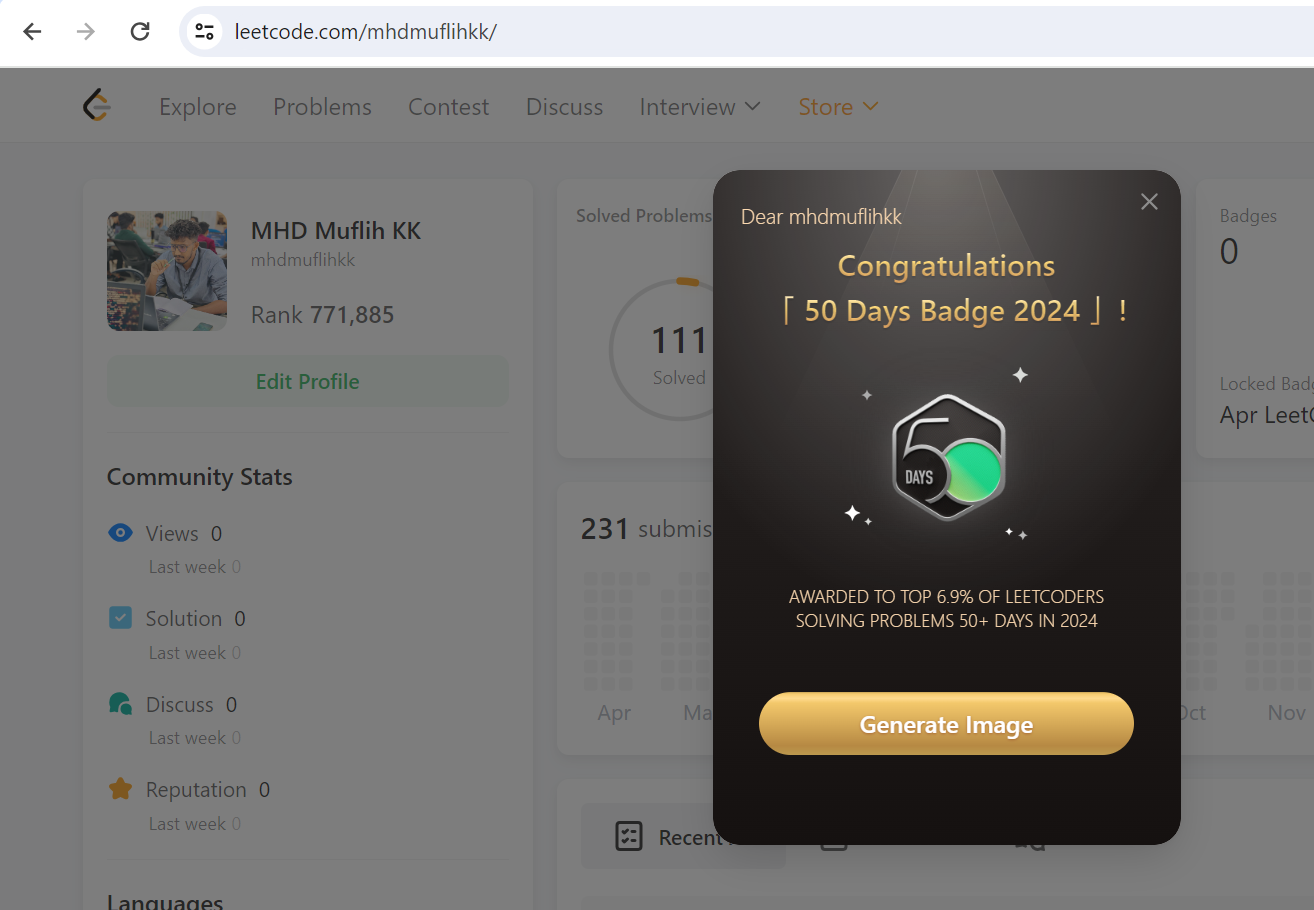 leetcode.com/mhdmuflihkk/
Explore Problems Contest Discuss Interview Store
MHD Muflih KK
mhdmuflihkk
Rank 771,885
Edit Profile
Community Stats
Views 0
Last week 0
Solution 0
Last week 0
Discuss 0
Last week 0
Reputation 0
Last week 0
Languages
Solved Problems
111
Solved
231 submis
Apr Ma
Recent
Dear mhdmuflihkk
Congratulations
「 50 Days Badge 2024 」 !
50
DAYS
AWARDED TO TOP 6.9% OF LEETCODERS
SOLVING PROBLEMS 50+ DAYS IN 2024
Generate Image
Badges
0
Locked Badg
Apr LeetC
Oct Nov